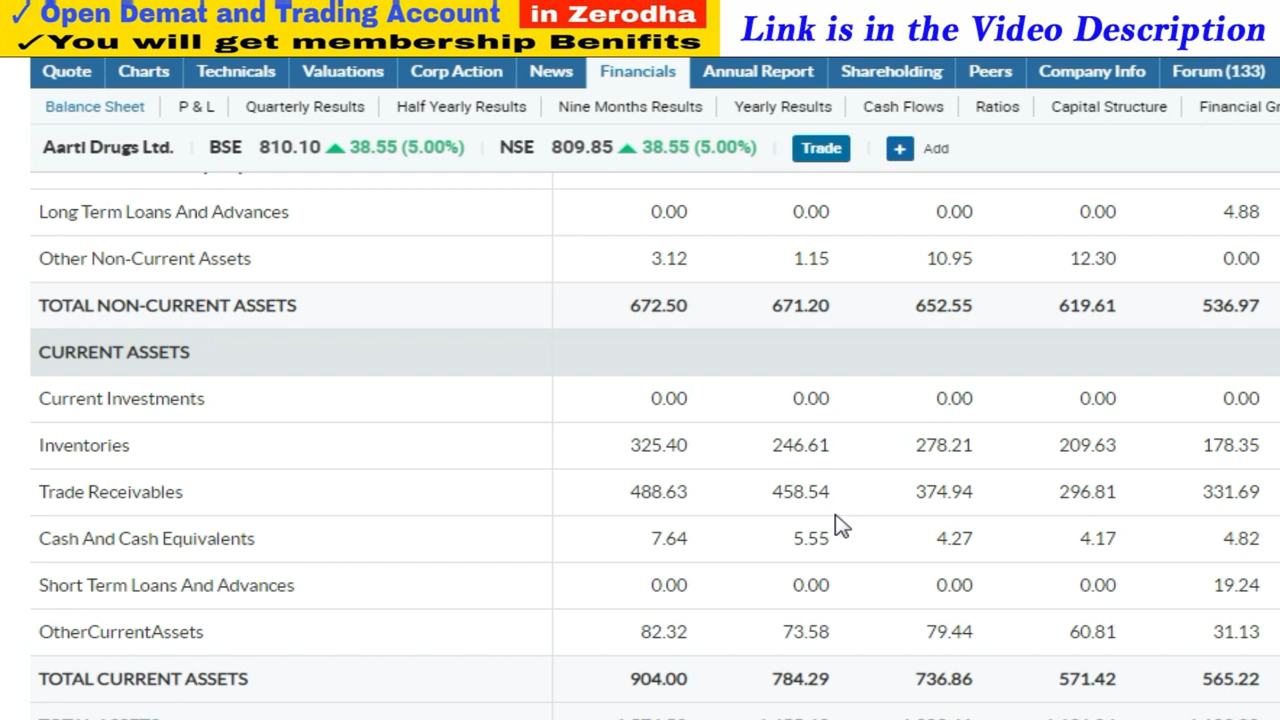 ✓ Open Demat and Trading Account in Zerodha
✓You will get membership Benifits
Link is in the Video Description
Quote Charts Technicals Valuations Corp Action News Financials Annual Report Shareholding Peers Company Info Forum (133)
Balance Sheet P & L Quarterly Results Half Yearly Results Nine Months Results Yearly Results Cash Flows Ratios Capital Structure Financial Gr
Aarti Drugs Ltd. BSE 810.10 ▲ 38.55 (5.00%) NSE 809.85 ▲ 38.55 (5.00%) Trade + Add
Long Term Loans And Advances 0.00 0.00 0.00 0.00 4.88
Other Non-Current Assets 3.12 1.15 10.95 12.30 0.00
TOTAL NON-CURRENT ASSETS 672.50 671.20 652.55 619.61 536.97
CURRENT ASSETS
Current Investments 0.00 0.00 0.00 0.00 0.00
Inventories 325.40 246.61 278.21 209.63 178.35
Trade Receivables 488.63 458.54 374.94 296.81 331.69
Cash And Cash Equivalents 7.64 5.55 4.27 4.17 4.82
Short Term Loans And Advances 0.00 0.00 0.00 0.00 19.24
OtherCurrentAssets 82.32 73.58 79.44 60.81 31.13
TOTAL CURRENT ASSETS 904.00 784.29 736.86 571.42 565.22